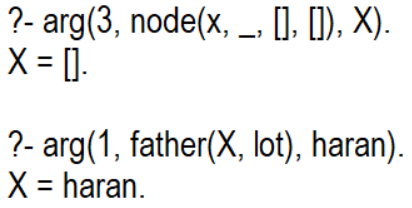 ?- arg(3, node(x, _, [], []), X).
X = [].
?- arg(1, father(X, lot), haran).
X = haran.